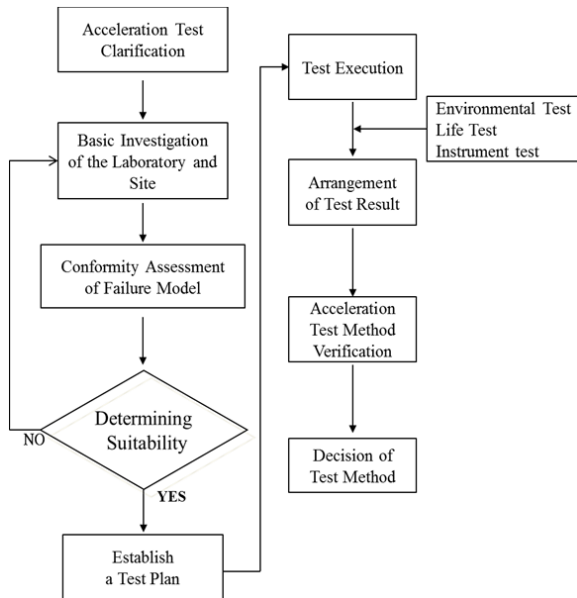 Acceleration Test
Clarification
Basic Investigation
of the Laboratory and
Site
Conformity Assessment
of Failure Model
Determining
Suitability
NO
YES
Establish
a Test Plan
Test Execution
Environmental Test
Life Test
Instrument test
Arrangement
of Test Result
Acceleration
Test Method
Verification
Decision of
Test Method